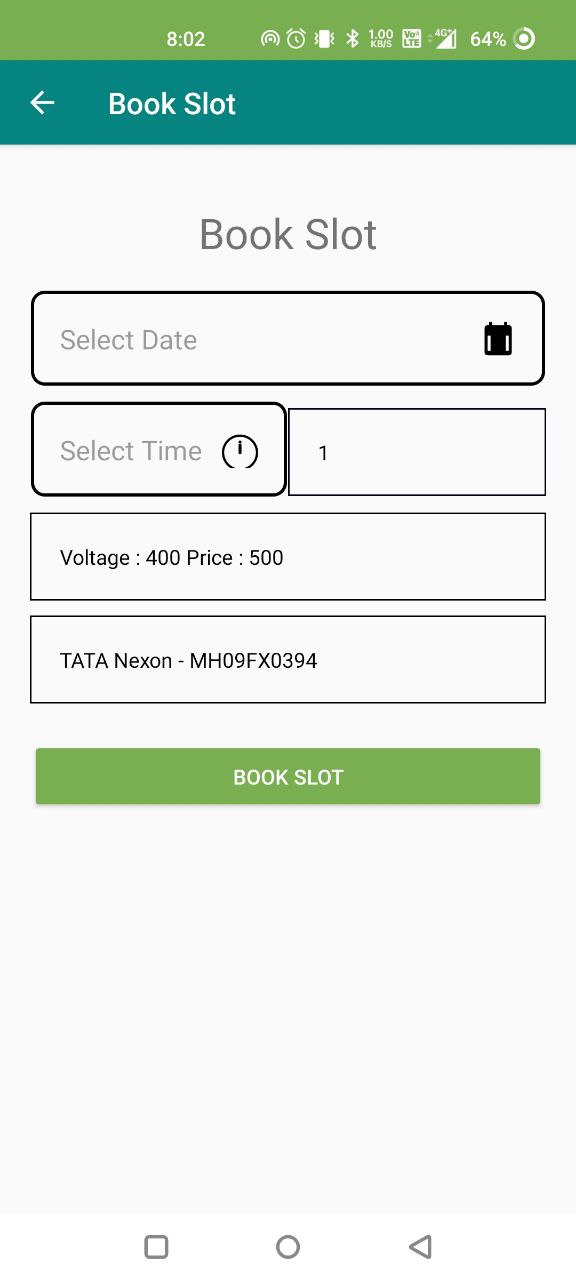 8:02 1.00 KB/S Vo) LTE 4G+ 64%
Book Slot
Book Slot
Select Date
Select Time 1
Voltage : 400 Price : 500
TATA Nexon - MH09FX0394
BOOK SLOT